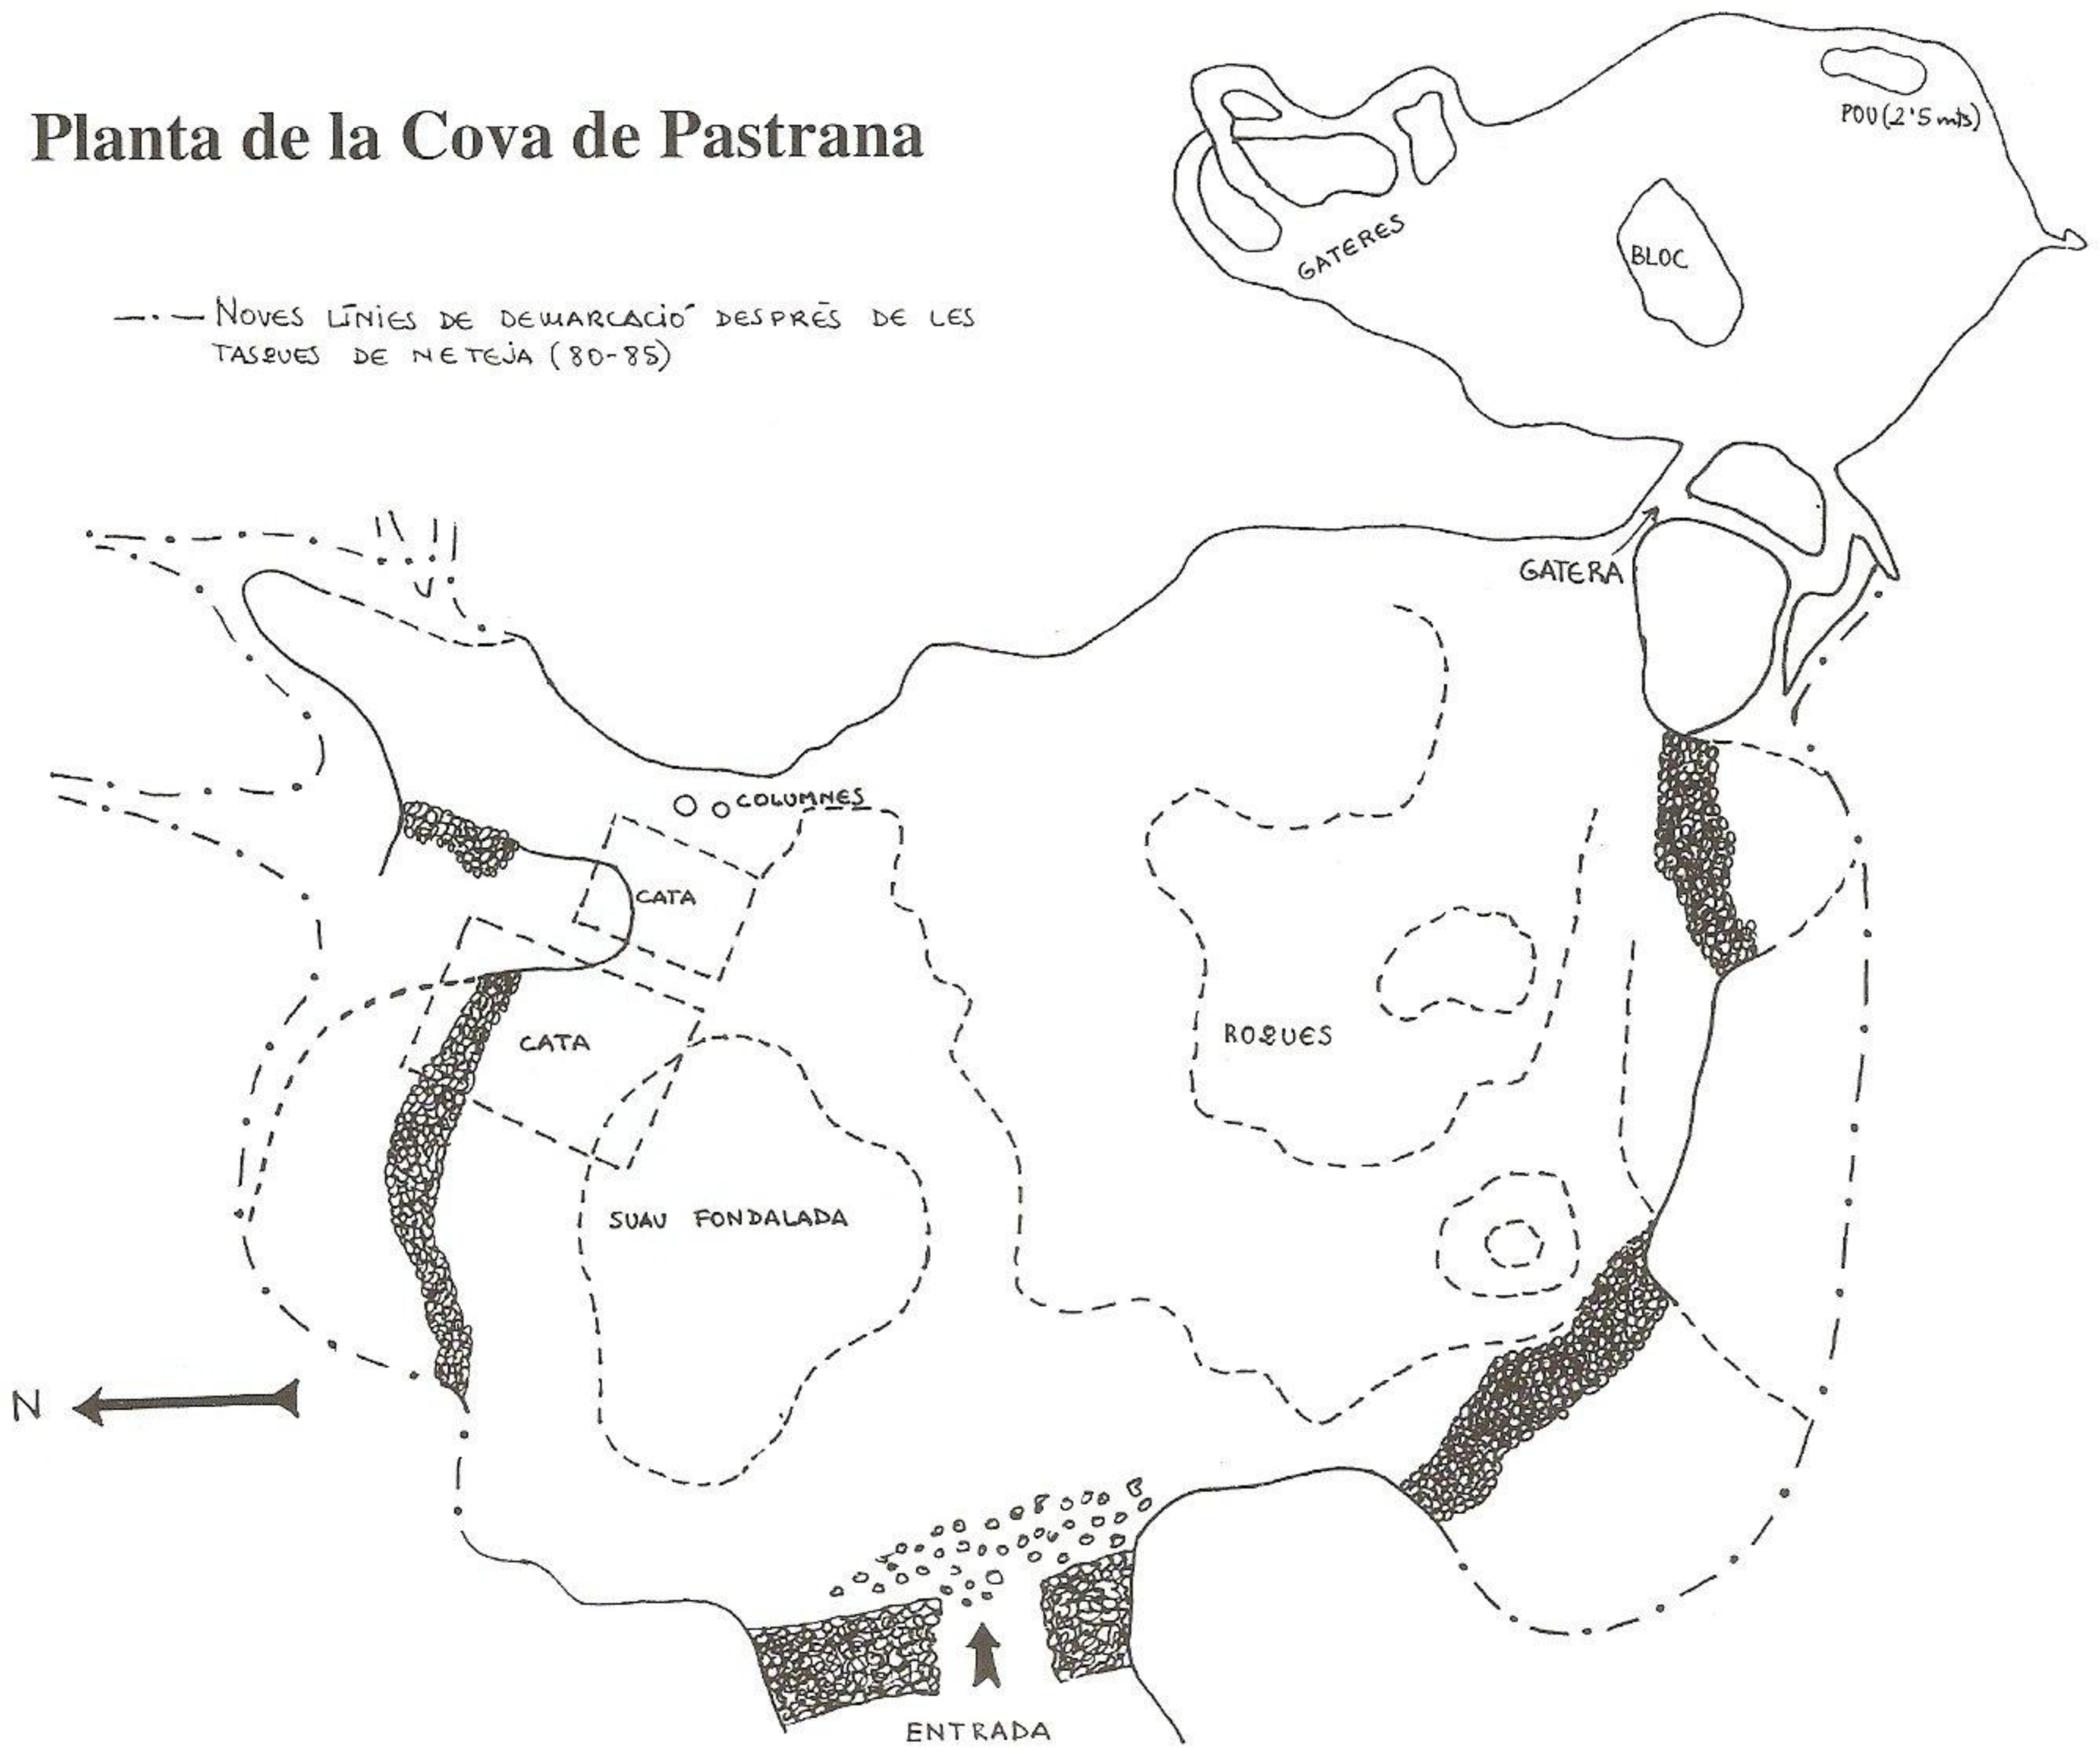 Planta de la Cova de Pastrana
POU (2'5 mts)
GATERES
BLOC
NOVES LÍNIES DE DEMARCACIÓ DESPRÉS DE LES
TASQUES DE NETEJA (80-85)
GATERA
COLUMNES
CATA
CATA
ROQUES
SUAU FONDALADA
N
ENTRADA